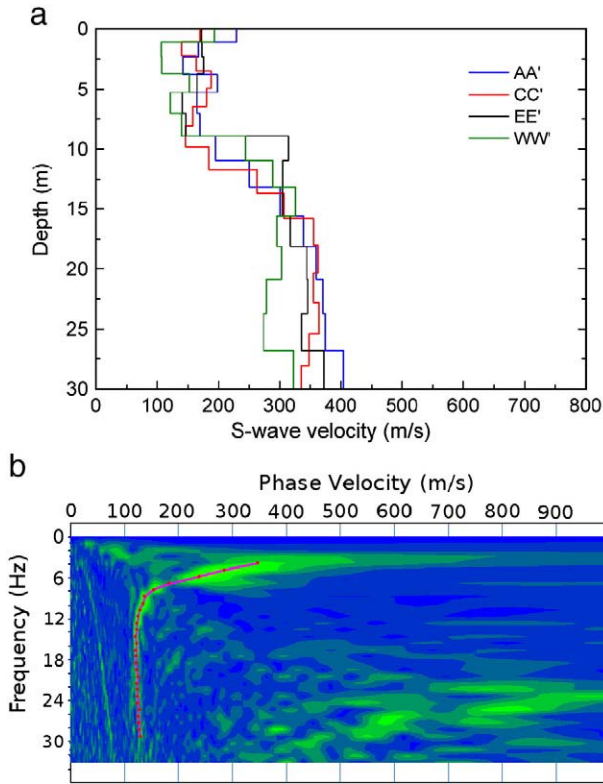 a
0
5
10
15
20
25
30
Depth (m)
AA'
CC'
EE'
WW'
0 100 200 300 400 500 600 700 800
S-wave velocity (m/s)
b
Phase Velocity (m/s)
0 100 200 300 400 500 600 700 800 900
0
6
12
18
24
30
Frequency (Hz)